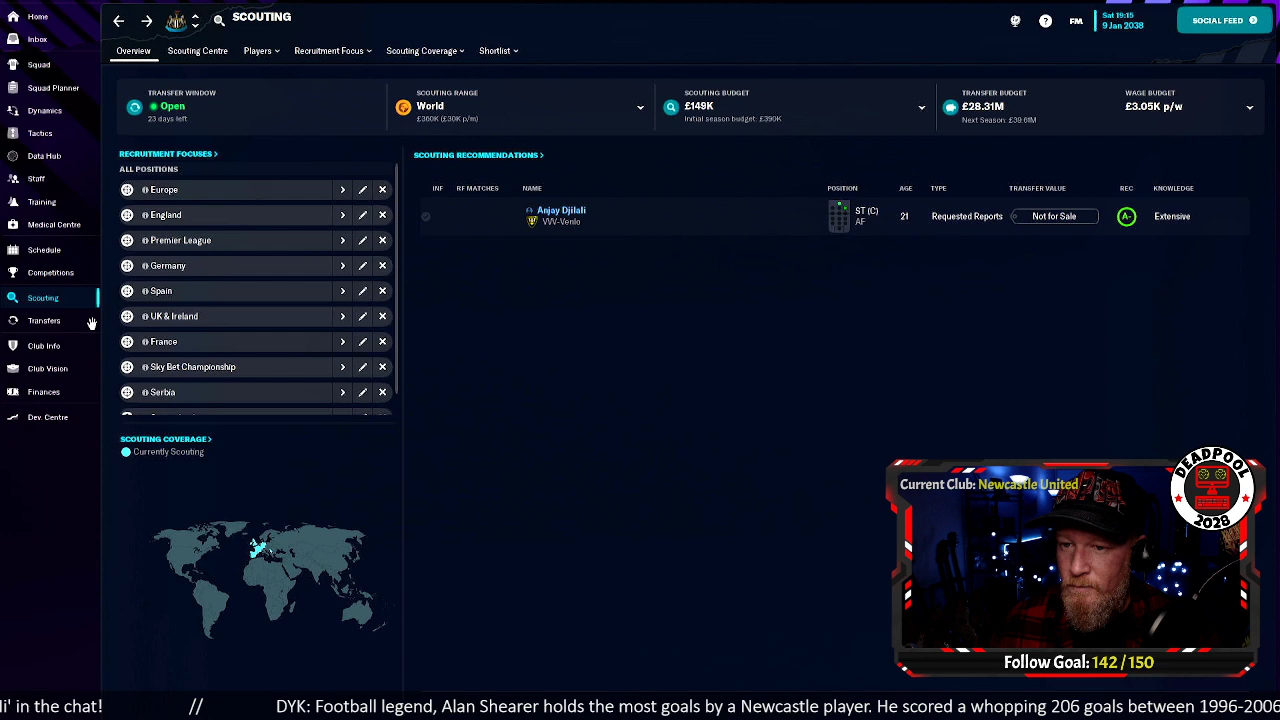 Home
Inbox
Squad
Squad Planner
Dynamics
Tactics
Data Hub
Staff
Training
Medical Centre
Schedule
Competitions
Scouting
Transfers
Club Info
Club Vision
Finances
Dev. Centre
SCOUTING
FM
Sat 19:15
9 Jan 2038
SOCIAL FEED
Overview
Scouting Centre
Players
Recruitment Focus
Scouting Coverage
Shortlist
TRANSFER WINDOW
Open
23 days left
SCOUTING RANGE
World
£360K (£30K p/m)
SCOUTING BUDGET
£149K
Initial season budget: £390K
TRANSFER BUDGET
£28.31M
Next Season: £39.61M
WAGE BUDGET
£3.05K p/w
RECRUITMENT FOCUSES >
ALL POSITIONS
Europe
England
Premier League
Germany
Spain
UK & Ireland
France
Sky Bet Championship
Serbia
SCOUTING COVERAGE >
Currently Scouting
SCOUTING RECOMMENDATIONS >
INF RF MATCHES NAME POSITION AGE TYPE TRANSFER VALUE REC KNOWLEDGE
Anjay Djilali
VVV-Venlo
ST (C)
AF
21
Requested Reports
Not for Sale
A-
Extensive
Current Club: Newcastle United -
DEADPOOL
2028
Follow Goal: 142 / 150
li' in the chat! // DYK: Football legend, Alan Shearer holds the most goals by a Newcastle player. He scored a whopping 206 goals between 1996-2006